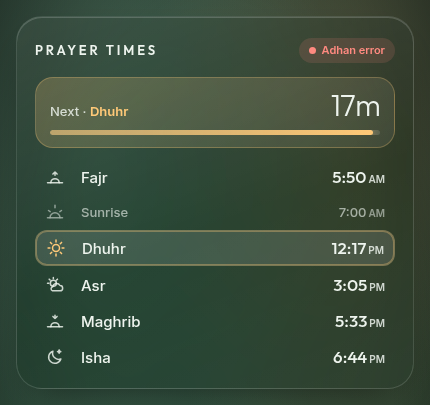 PRAYER TIMES
Adhan error
Next · Dhuhr
17m
Fajr 5:50 AM
Sunrise 7:00 AM
Dhuhr 12:17 PM
Asr 3:05 PM
Maghrib 5:33 PM
Isha 6:44 PM